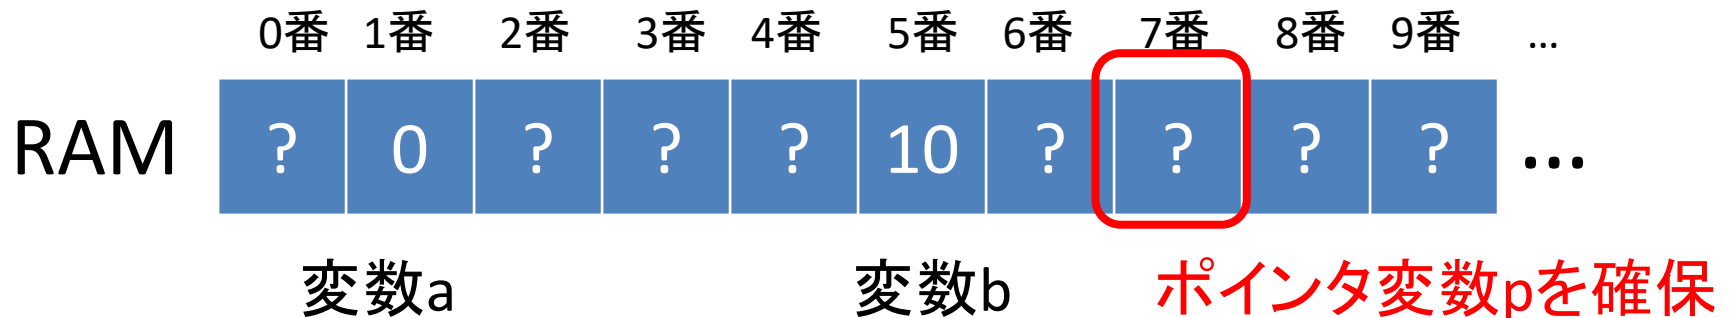 0番 1番 2番 3番 4番 5番 6番 7番 8番 9番 ...
RAM ? 0 ? ? ? 10 ? ? ? ? ...
変数a 変数b ポインタ変数pを確保